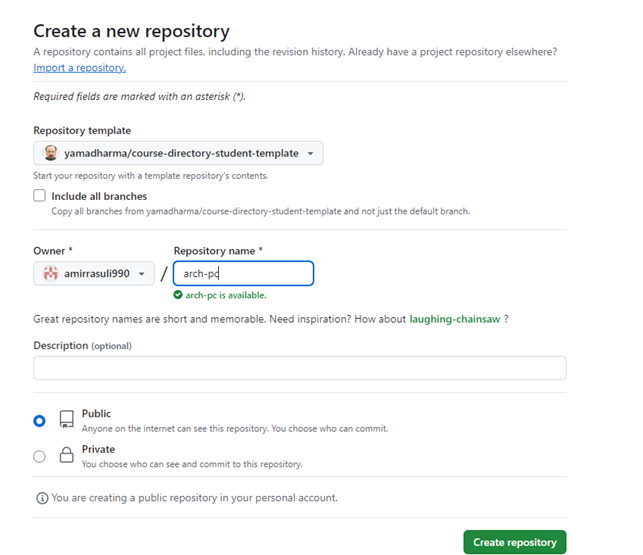 Create a new repository
A repository contains all project files, including the revision history. Already have a project repository elsewhere?
Import a repository.
Required fields are marked with an asterisk (*).
Repository template
yamadharma/course-directory-student-template
Start your repository with a template repository's contents.
Include all branches
Copy all branches from yamadharma/course-directory-student-template and not just the default branch.
Owner * Repository name *
amirrasuli990 / arch-pc
arch-pc is available.
Great repository names are short and memorable. Need inspiration? How about laughing-chainsaw ?
Description (optional)
Public
Anyone on the internet can see this repository. You choose who can commit.
Private
You choose who can see and commit to this repository.
You are creating a public repository in your personal account.
Create repository